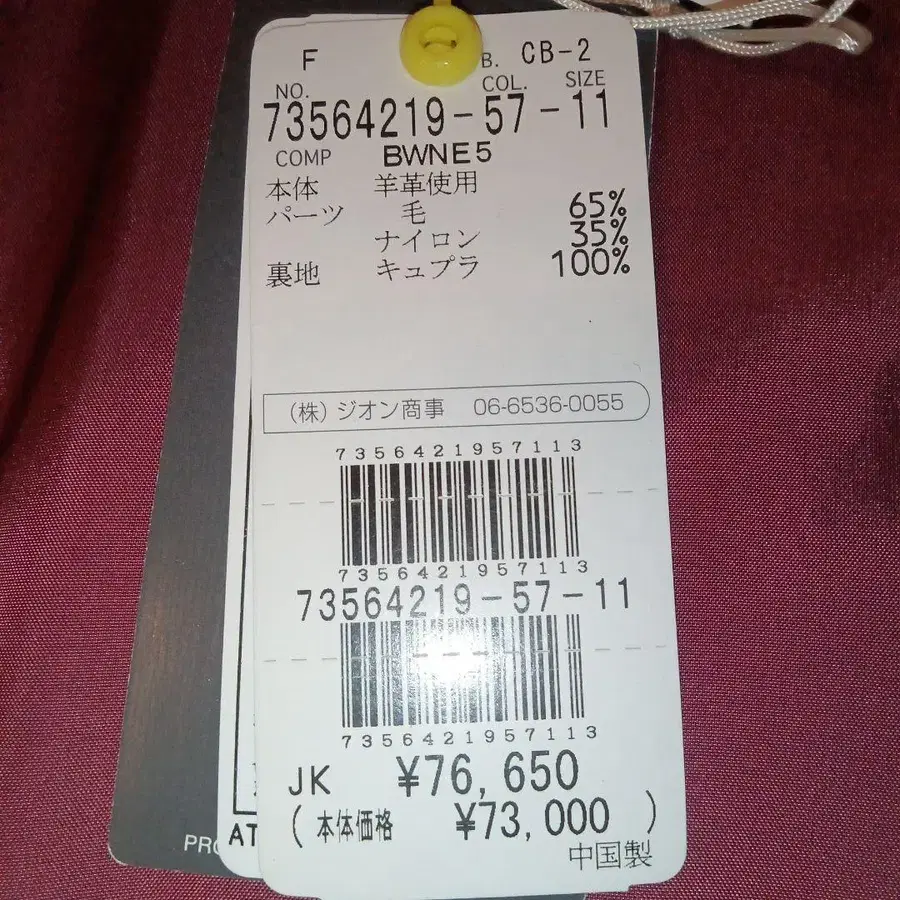 F B. CB-2
NO. COL. SIZE
73564219-57-11
COMP BWNE5
本体 羊革使用
パーツ 毛 65%
ナイロン 35%
裏地 キュプラ 100%
(株) ジオン商事 06-6536-0055
7356421957113
7356421957113
73564219-57-11
7356421957113
JK ¥76,650
(本体価格 ¥73,000)
中国製